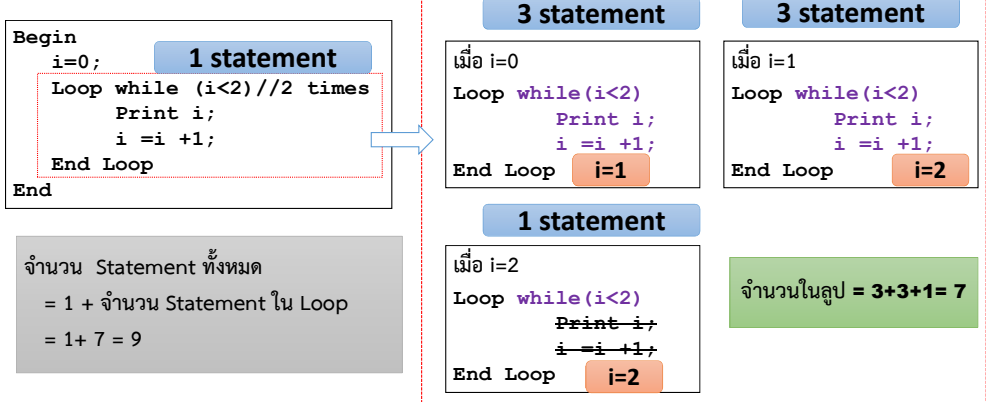 Begin
i=0;
1 statement
Loop while (i<2)//2 times
Print i;
i =i +1;
End Loop
End
จำนวน Statement ทั้งหมด
= 1 + จำนวน Statement ใน Loop
= 1+ 7 = 9
3 statement
เมื่อ i=0
Loop while(i<2)
Print i;
i =i +1;
End Loop
i=1
3 statement
เมื่อ i=1
Loop while(i<2)
Print i;
i =i +1;
End Loop
i=2
1 statement
เมื่อ i=2
Loop while(i<2)
Print i;
i =i +1;
End Loop
i=2
จำนวนในลูป = 3+3+1= 7